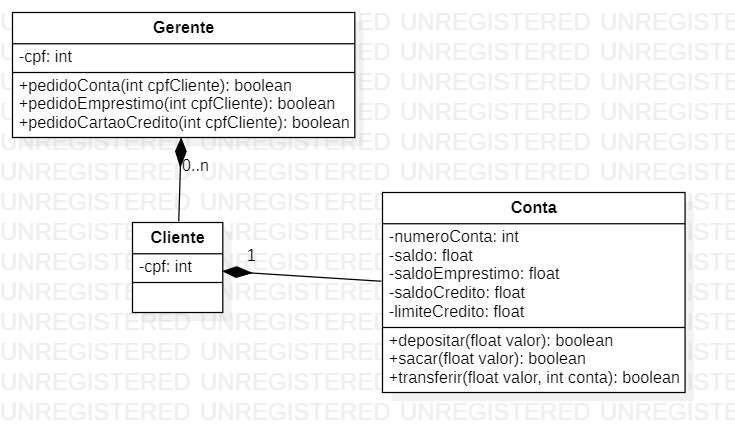 Gerente
-cpf: int
+pedidoConta(int cpfCliente): boolean
+pedidoEmprestimo(int cpfCliente): boolean
+pedidoCartaoCredito(int cpfCliente): boolean
0..n
Cliente
-cpf: int
1
Conta
-numeroConta: int
-saldo: float
-saldoEmprestimo: float
-saldoCredito: float
-limiteCredito: float
+depositar(float valor): boolean
+sacar(float valor): boolean
+transferir(float valor, int conta): boolean
UNREGISTERED UNREGISTERED UNREGISTERED UNREGISTERED